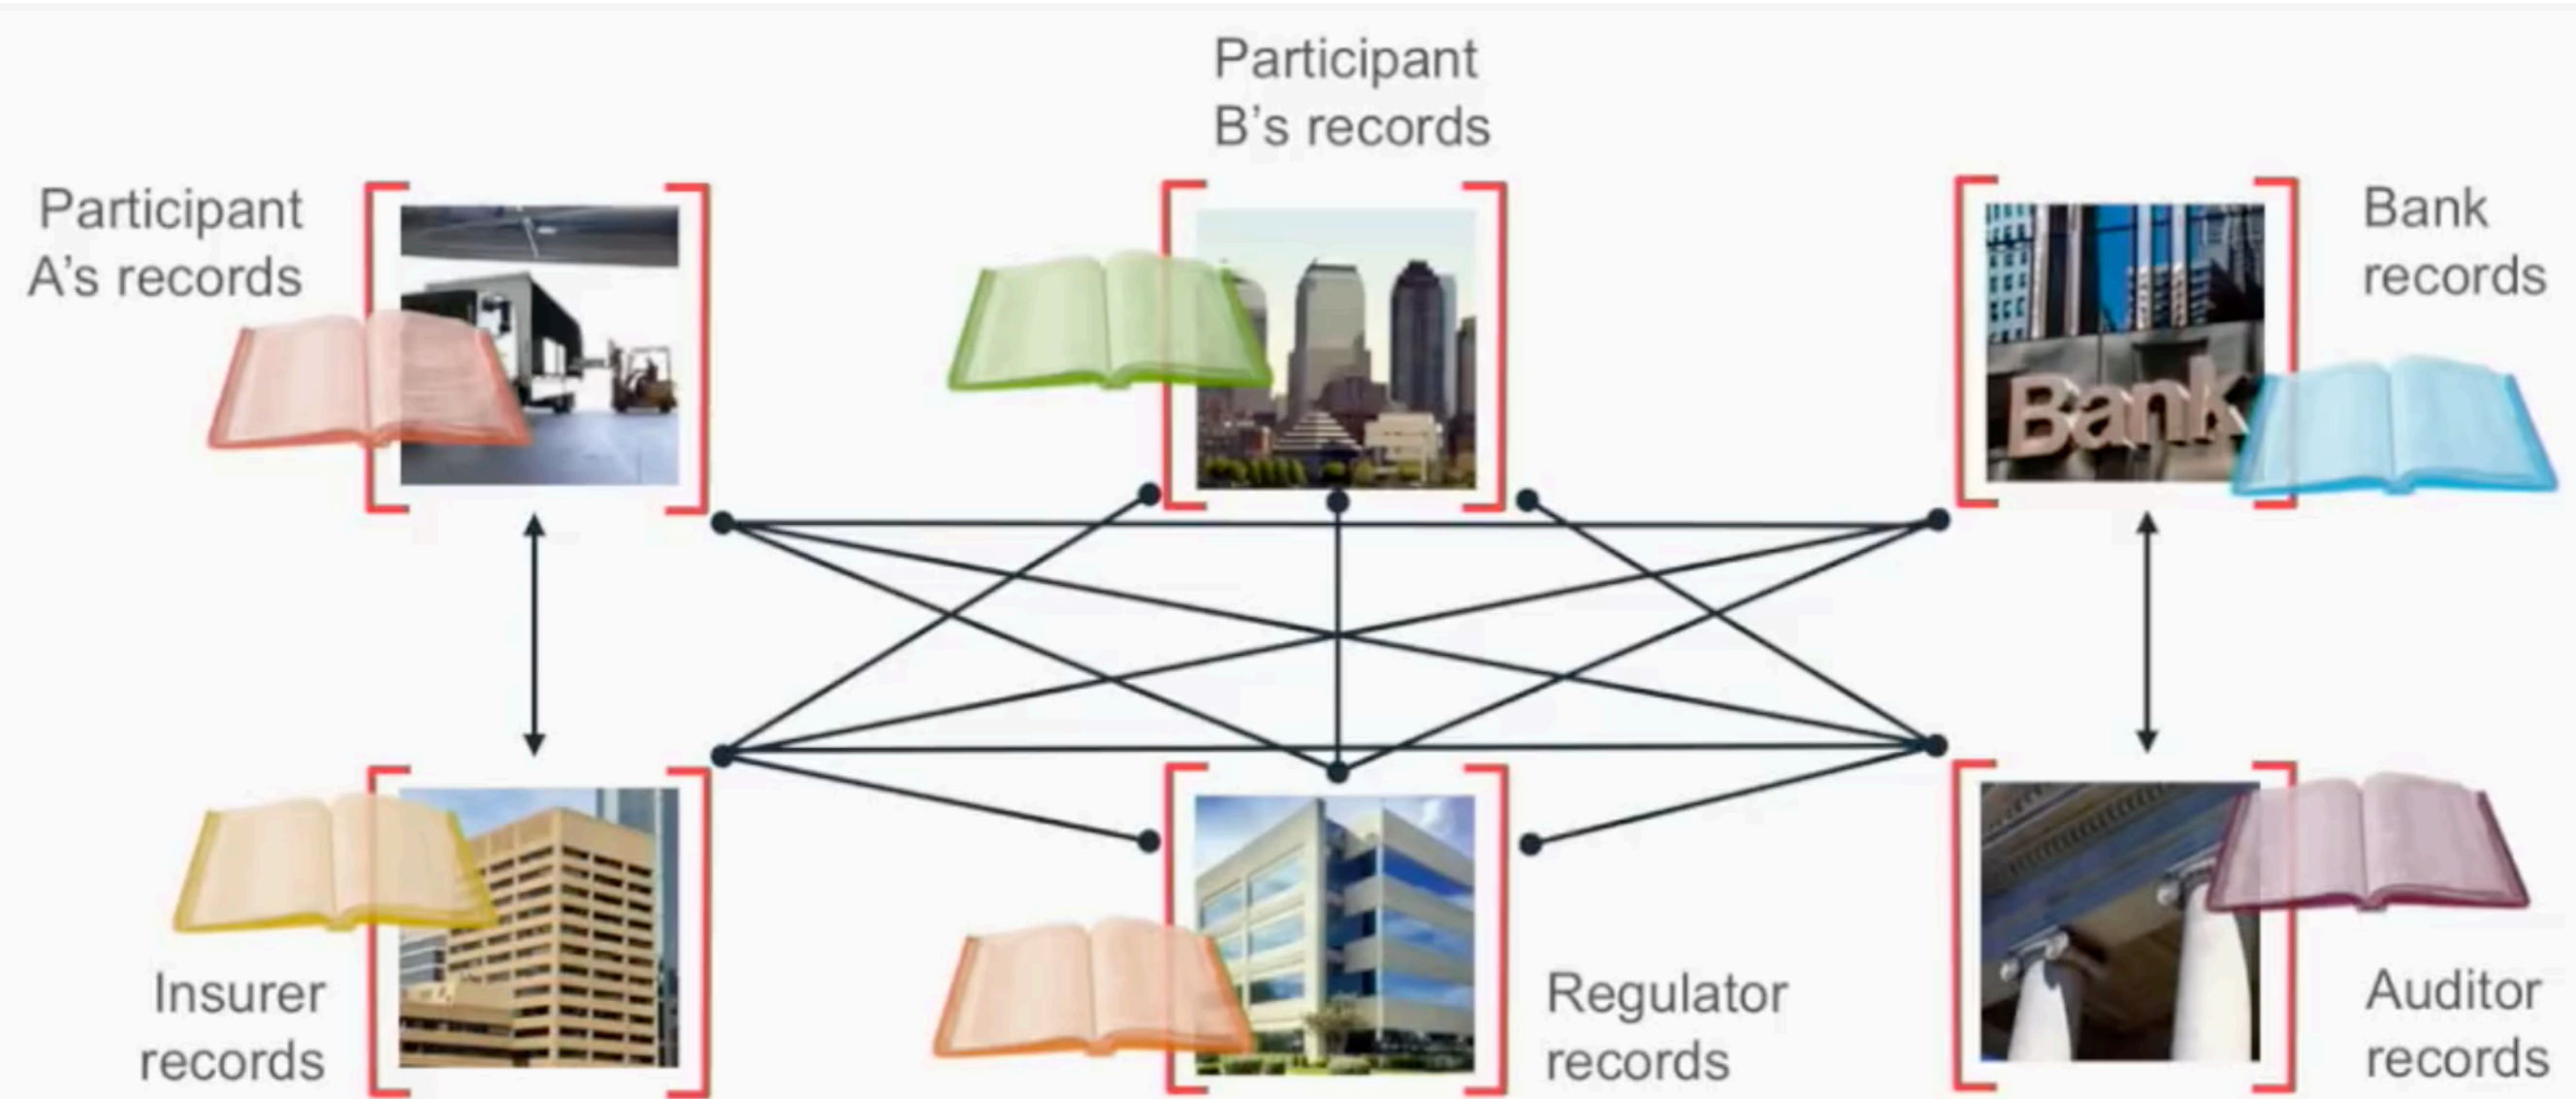 Participant
B's records
Participant
A's records
Bank
records
Bank
Insurer
records
Regulator
records
Auditor
records